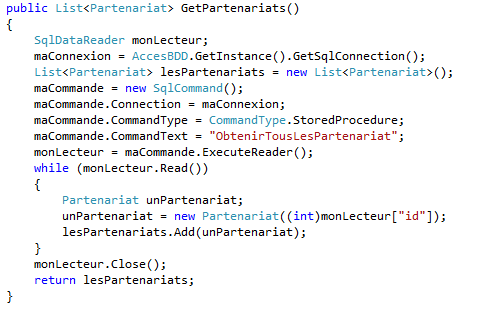 public List<Partenariat> GetPartenariats()
{
    SqlDataReader monLecteur;
    maConnexion = AccesBDD.GetInstance().GetSqlConnection();
    List<Partenariat> lesPartenariats = new List<Partenariat>();
    maCommande = new SqlCommand();
    maCommande.Connection = maConnexion;
    maCommande.CommandType = CommandType.StoredProcedure;
    maCommande.CommandText = "ObtenirTousLesPartenariat";
    monLecteur = maCommande.ExecuteReader();
    while (monLecteur.Read())
    {
        Partenariat unPartenariat;
        unPartenariat = new Partenariat((int)monLecteur["id"]);
        lesPartenariats.Add(unPartenariat);
    }
    monLecteur.Close();
    return lesPartenariats;
}